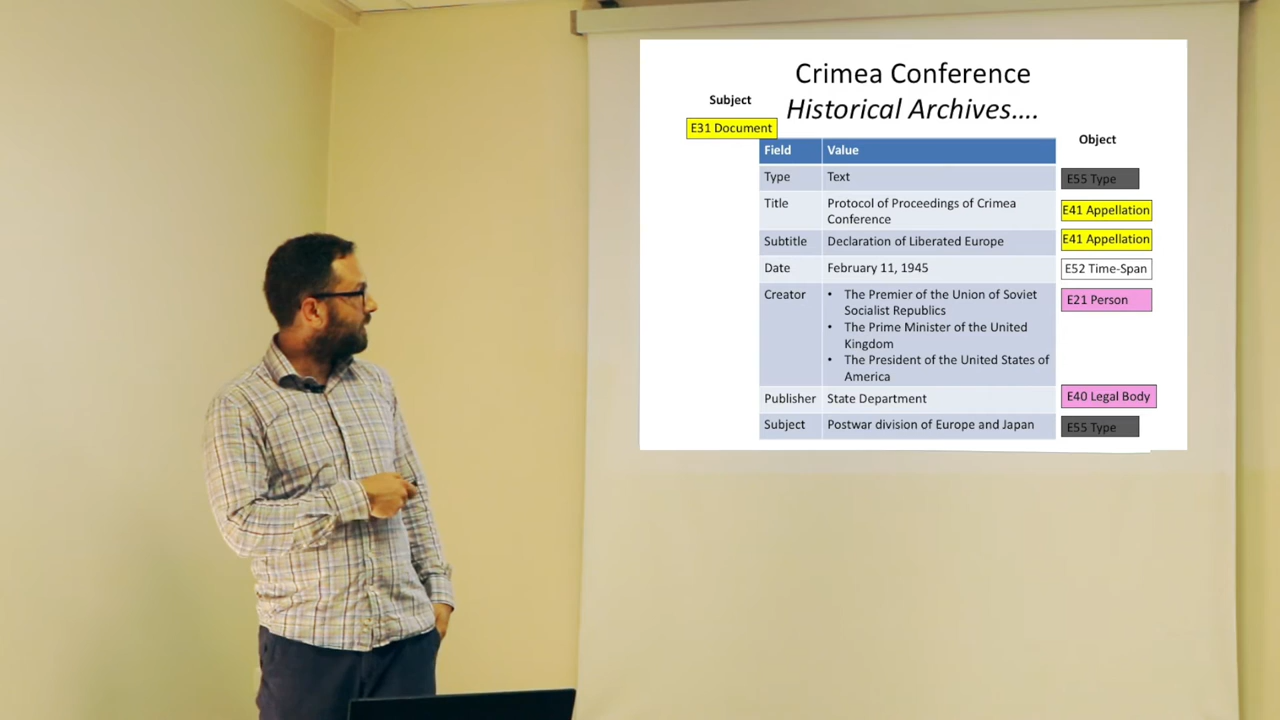 Crimea Conference
Historical Archives....
Subject
E31 Document
Object
Field Value
Type Text
E55 Type
Title Protocol of Proceedings of Crimea
Conference
E41 Appellation
Subtitle Declaration of Liberated Europe
E41 Appellation
Date February 11, 1945
E52 Time-Span
Creator • The Premier of the Union of Soviet
Socialist Republics
E21 Person
• The Prime Minister of the United
Kingdom
• The President of the United States of
America
Publisher State Department
E40 Legal Body
Subject Postwar division of Europe and Japan
E55 Type